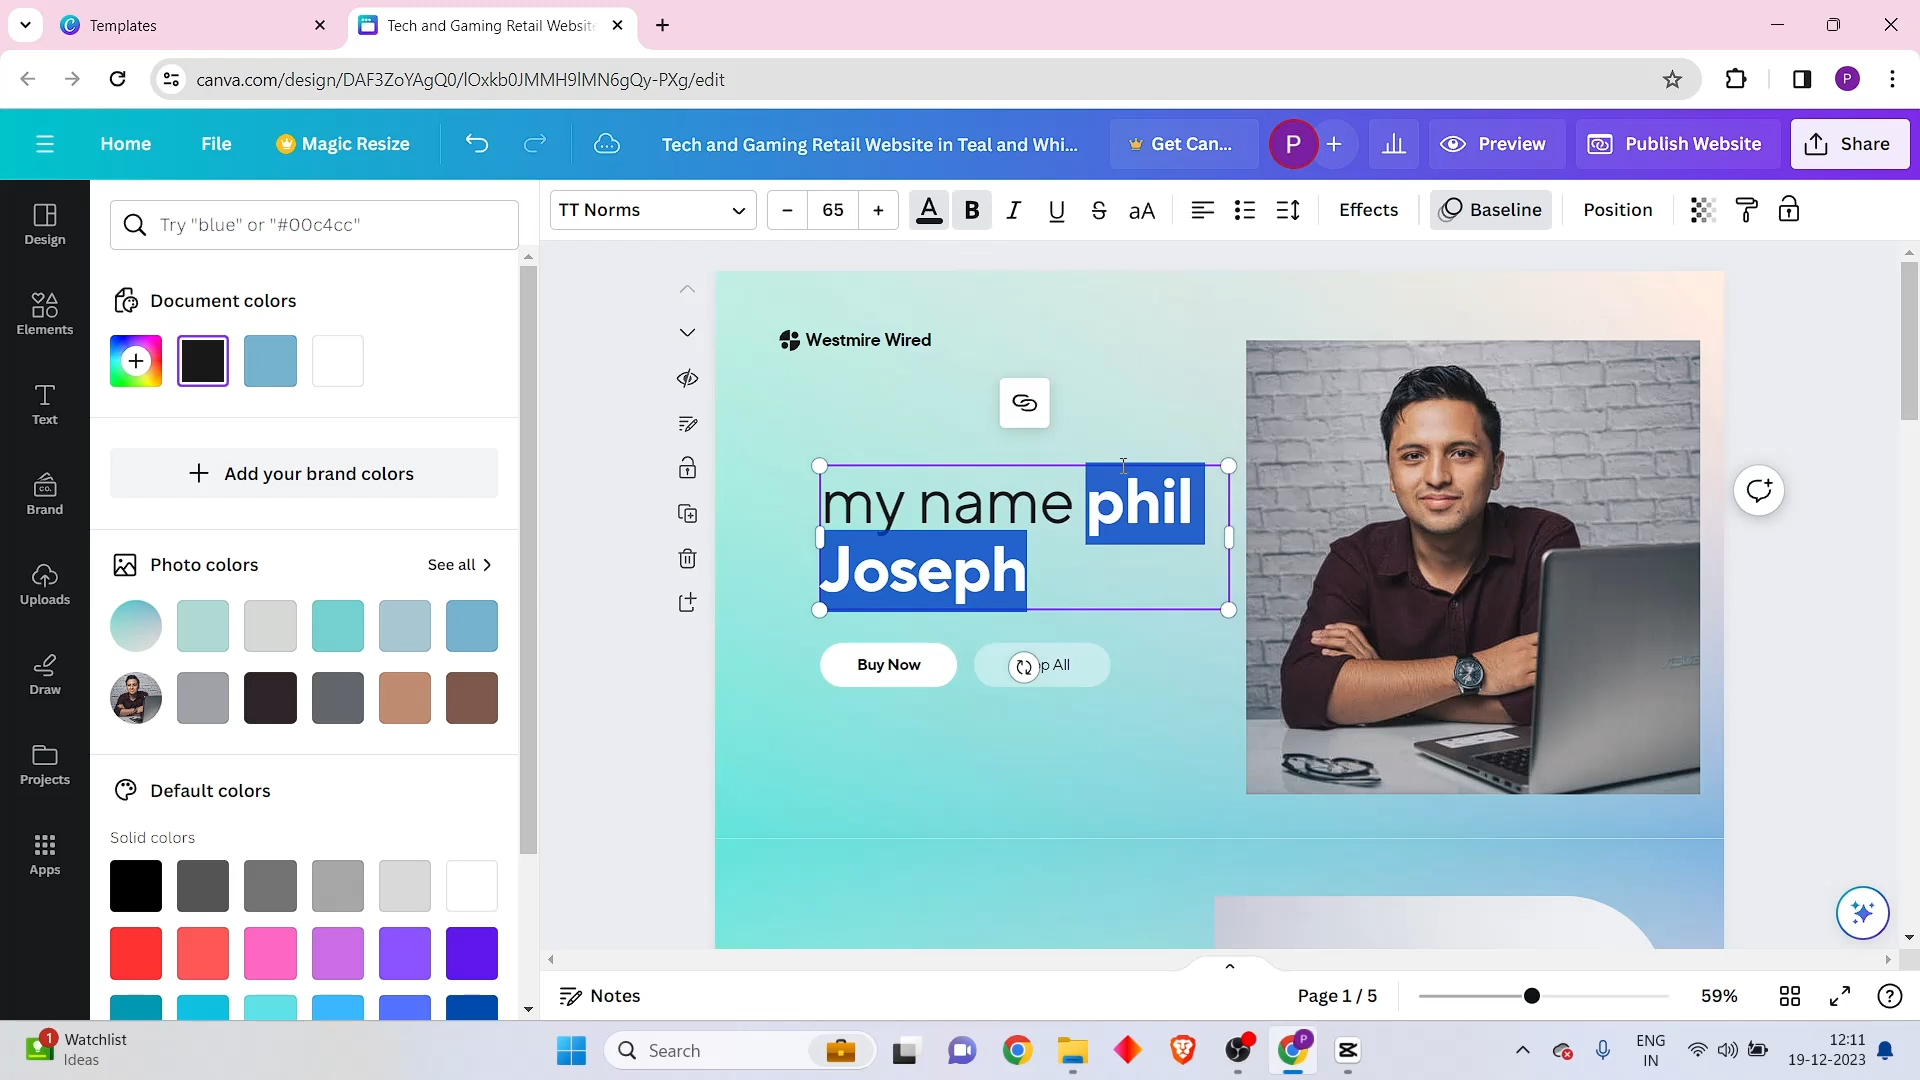 Templates
Tech and Gaming Retail Website
canva.com/design/DAF3ZoYAgQ0/lOxkb0JMMH9lMN6gQy-PXg/edit
P
Home
File
Magic Resize
Tech and Gaming Retail Website in Teal and Whi...
Get Can...
P
Preview
Publish Website
Share
Design
Elements
Text
Brand
Uploads
Draw
Projects
Apps
Try "blue" or "#00c4cc"
Document colors
Add your brand colors
Photo colors
See all
Default colors
Solid colors
TT Norms
65
A
B
I
U
S
aA
Effects
Baseline
Position
Westmire Wired
my name phil
Joseph
Buy Now
p All
Notes
Page 1 / 5
59%
1
Watchlist
Ideas
Search
P
ENG
IN
12:11
19-12-2023